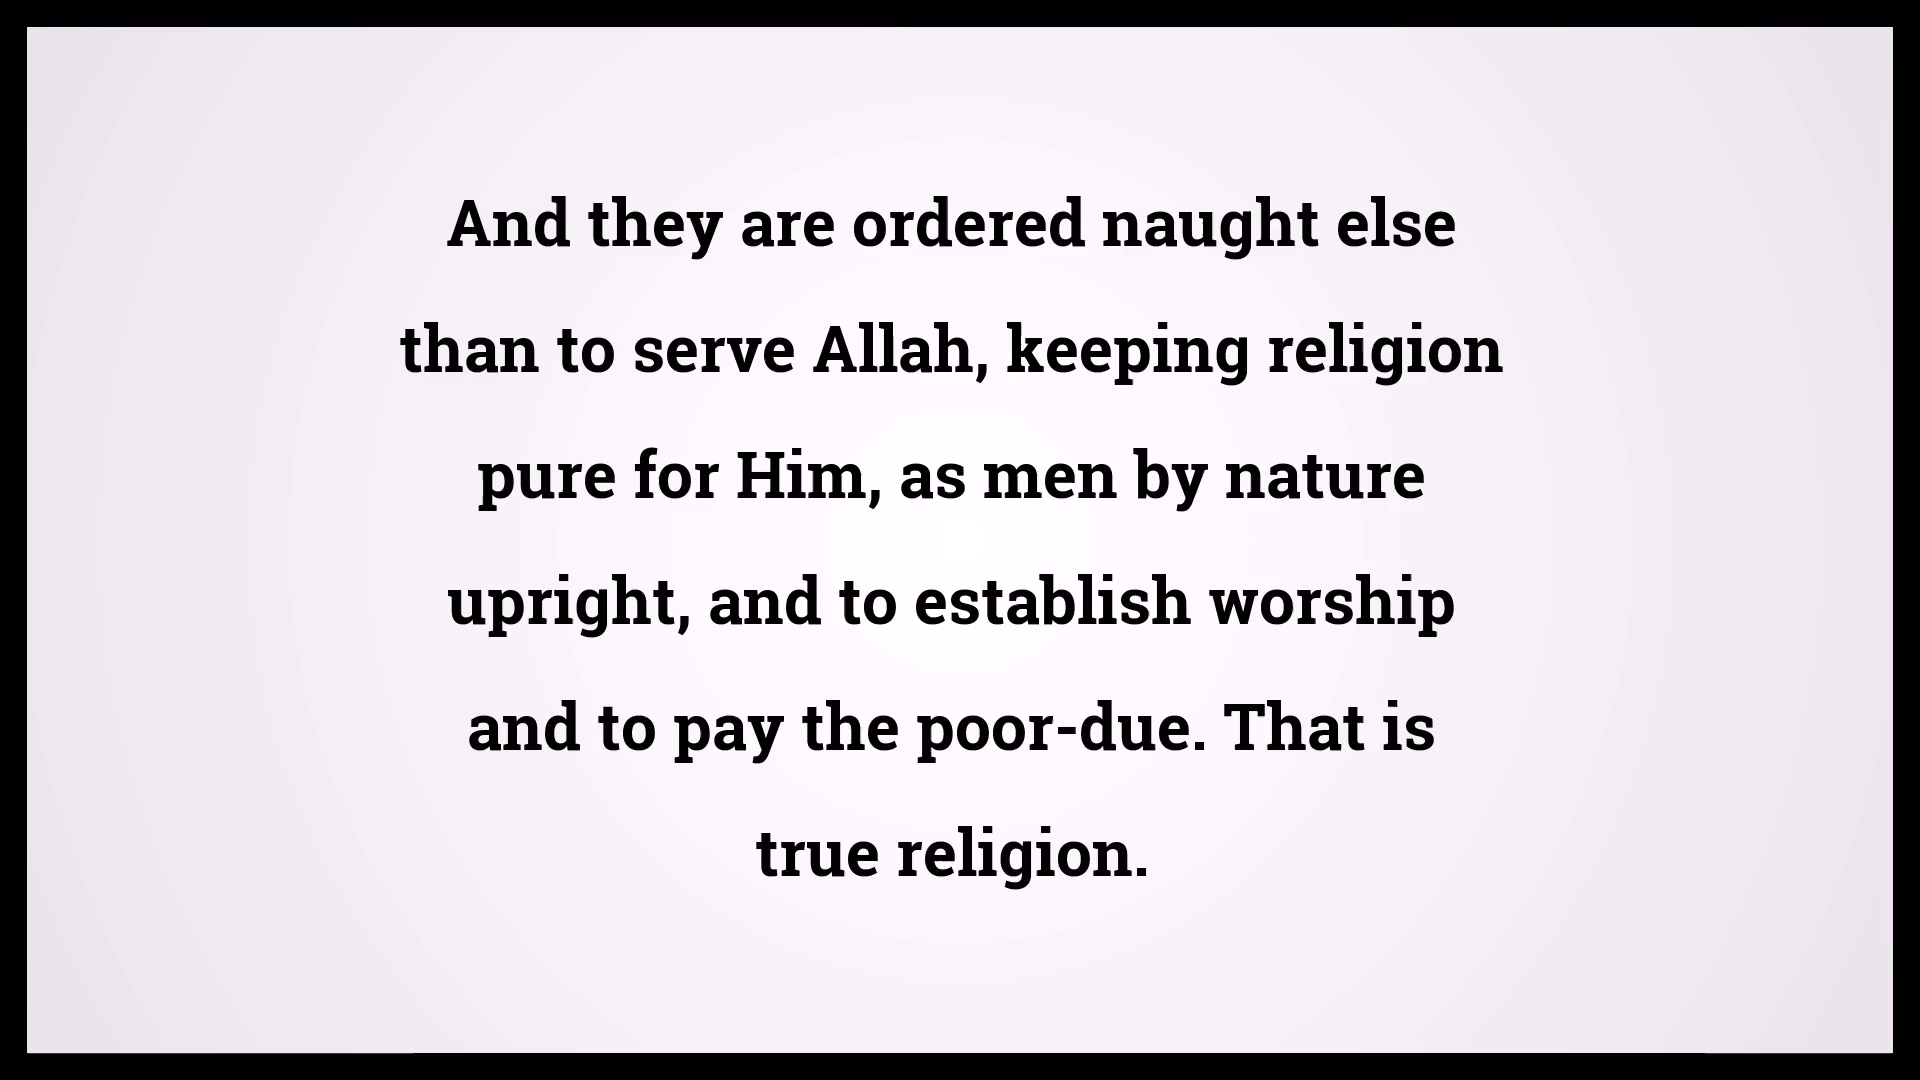 And they are ordered naught else
than to serve Allah, keeping religion
pure for Him, as men by nature
upright, and to establish worship
and to pay the poor-due. That is
true religion.